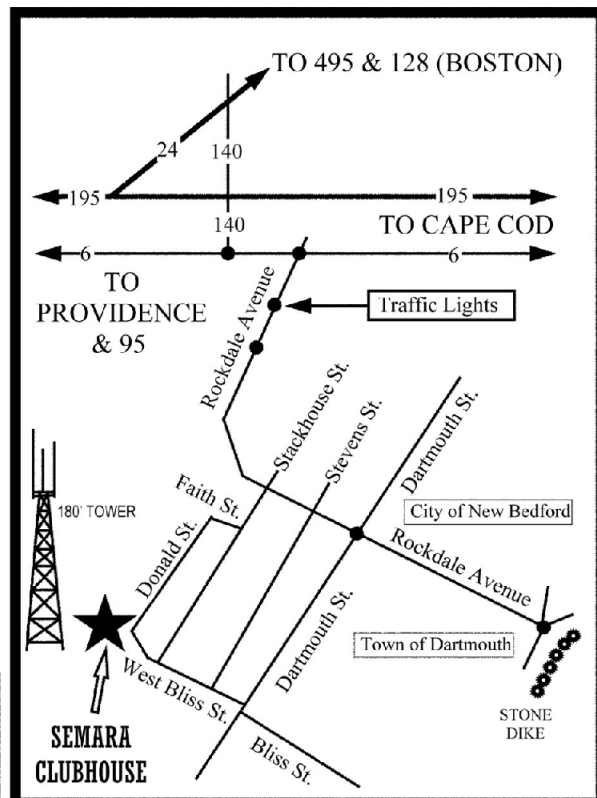 TO 495 & 128 (BOSTON)
24
140
195
195
140
TO CAPE COD
6
6
TO
PROVIDENCE
& 95
Rockdale Avenue
Traffic Lights
Stackhouse St.
Stevens St.
Dartmouth St.
Faith St.
180' TOWER
City of New Bedford
Donald St.
Rockdale Avenue
Dartmouth St.
Town of Dartmouth
West Bliss St.
Bliss St.
STONE
DIKE
SEMARA
CLUBHOUSE